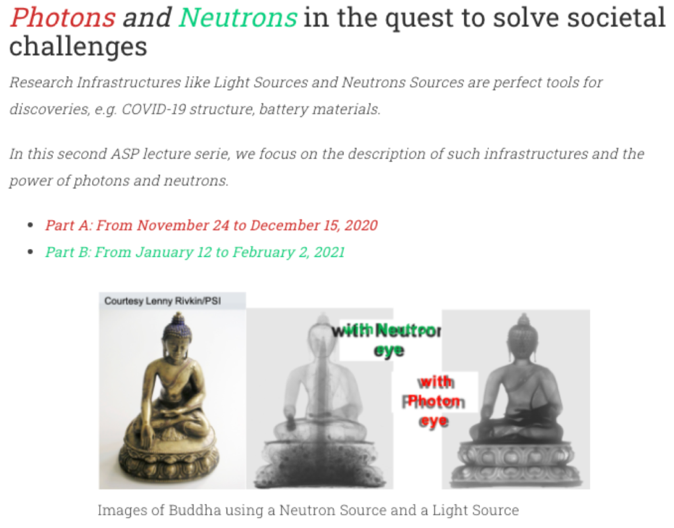 Photons and Neutrons in the quest to solve societal
challenges
Research Infrastructures like Light Sources and Neutrons Sources are perfect tools for
discoveries, e.g. COVID-19 structure, battery materials.
In this second ASP lecture serie, we focus on the description of such infrastructures and the
power of photons and neutrons.
• Part A: From November 24 to December 15, 2020
• Part B: From January 12 to February 2, 2021
Courtesy Lenny Rivkin/PSI
with Neutron
eye
with
Photon
eye
Images of Buddha using a Neutron Source and a Light Source